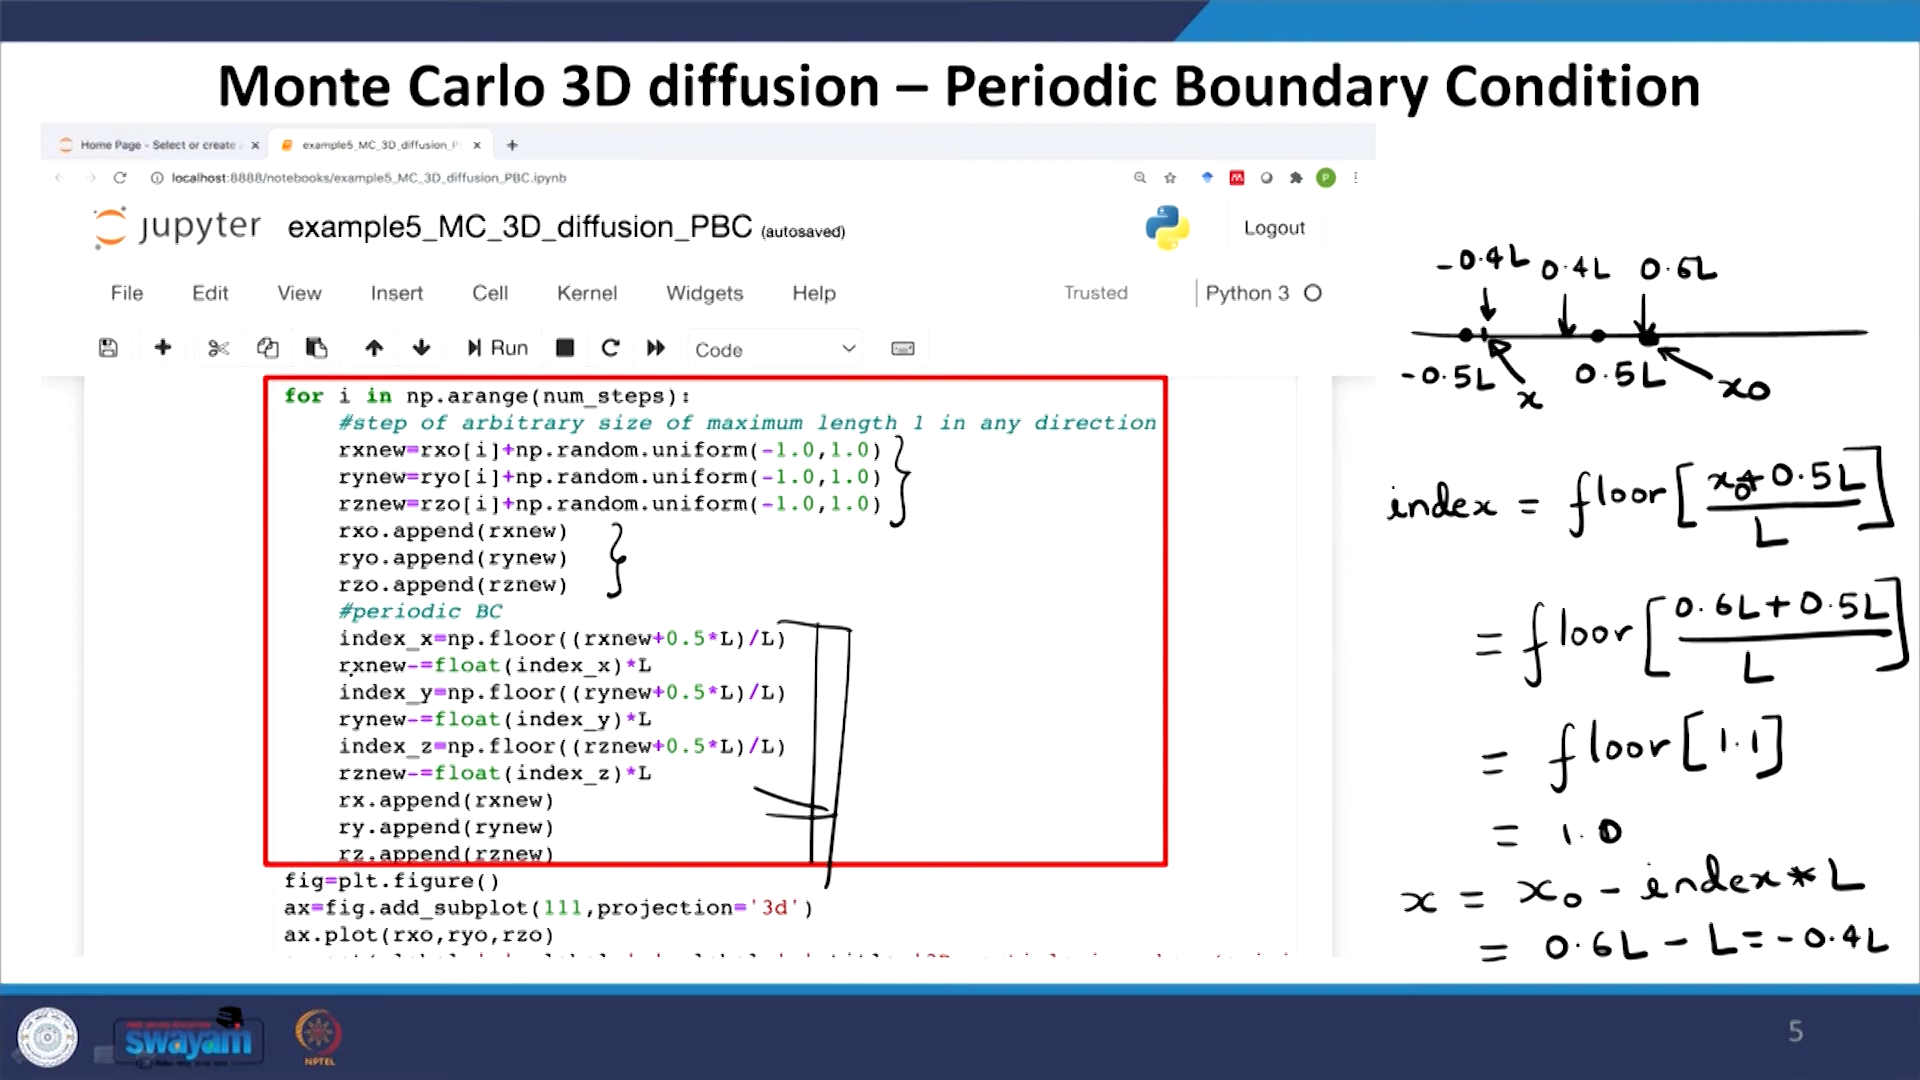 Monte Carlo 3D diffusion – Periodic Boundary Condition
Home Page - Select or create
example5_MC_3D_diffusion_P
localhost:8888/notebooks/example5_MC_3D_diffusion_PBC.ipynb
P
jupyter example5_MC_3D_diffusion_PBC (autosaved)
Logout
File Edit View Insert Cell Kernel Widgets Help
Trusted Python 3
Run Code
for i in np.arange(num_steps):
#step of arbitrary size of maximum length 1 in any direction
rxnew=rxo[i]+np.random.uniform(-1.0,1.0)
rynew=ryo[i]+np.random.uniform(-1.0,1.0)
rznew=rzo[i]+np.random.uniform(-1.0,1.0)
rxo.append(rxnew)
ryo.append(rynew)
rzo.append(rznew)
#periodic BC
index_x=np.floor((rxnew+0.5*L)/L)
rxnew-=float(index_x)*L
index_y=np.floor((rynew+0.5*L)/L)
rynew-=float(index_y)*L
index_z=np.floor((rznew+0.5*L)/L)
rznew-=float(index_z)*L
rx.append(rxnew)
ry.append(rynew)
rz.append(rznew)
fig=plt.figure()
ax=fig.add_subplot(111,projection='3d')
ax.plot(rxo,ryo,rzo)
-0.4L 0.4L 0.6L
-0.5L x 0.5L x0
index = floor[x0+0.5L
L]
= floor[0.6L+0.5L
L]
= floor[1.1]
= 1.0
x = x0 - index*L
= 0.6L - L = -0.4L
swayam
NPTEL
5